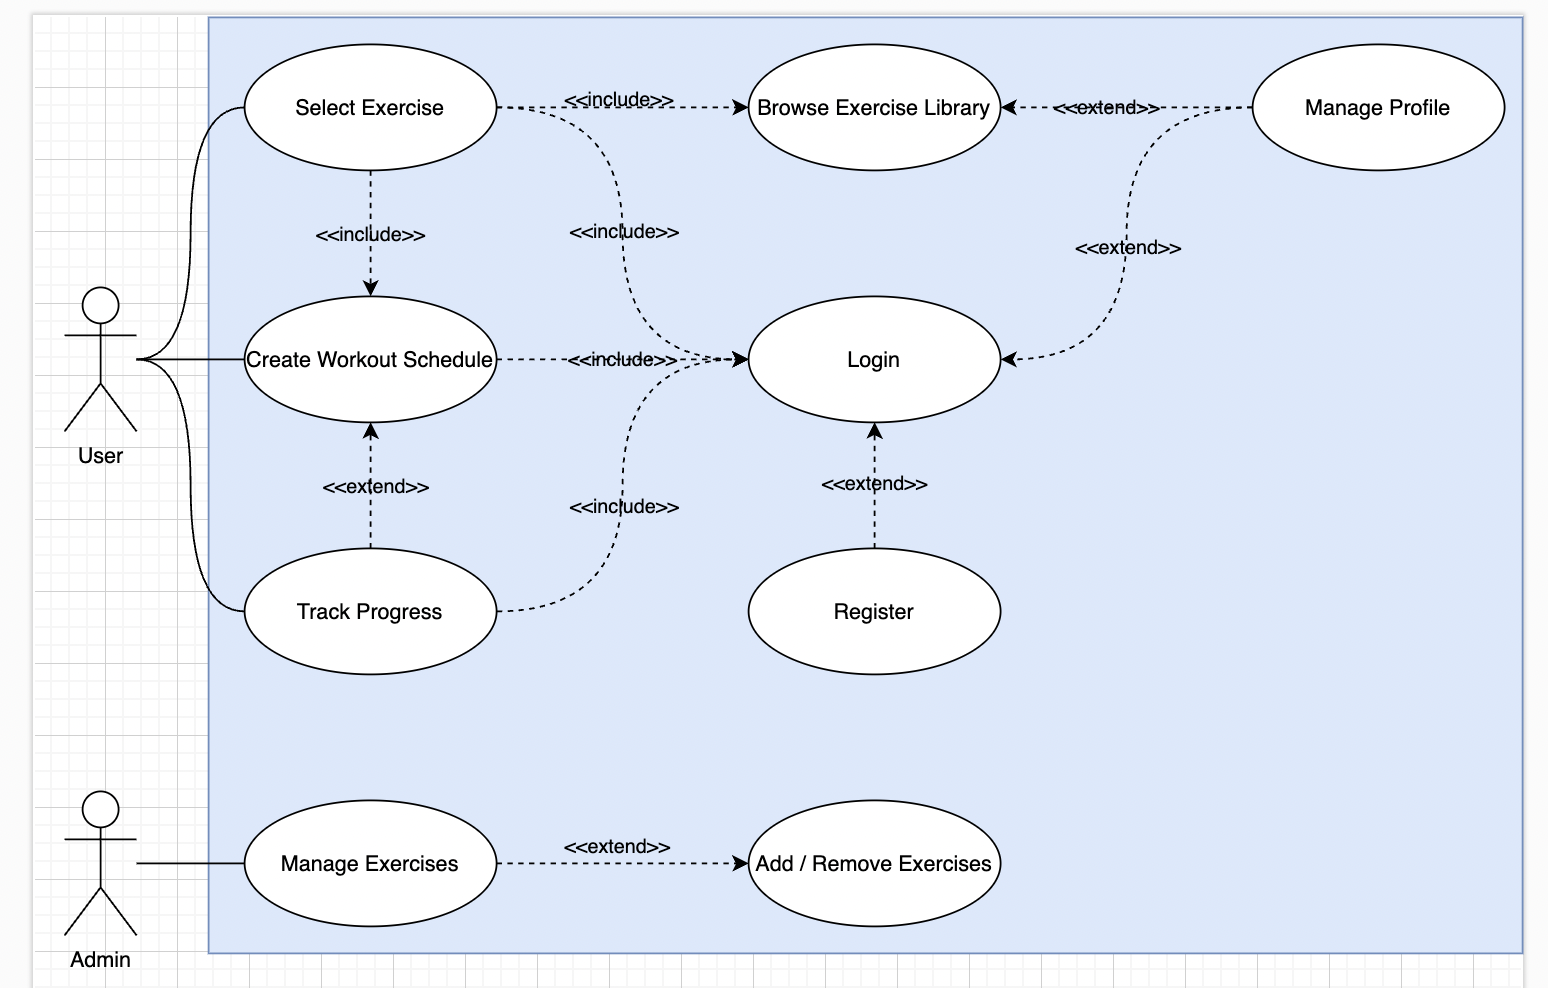 Select Exercise
<<include>>
Browse Exercise Library
<<extend>>
Manage Profile
<<include>>
<<include>>
<<extend>>
Create Workout Schedule
<<include>>
Login
User
<<extend>>
<<include>>
<<extend>>
Track Progress
Register
Manage Exercises
<<extend>>
Add / Remove Exercises
Admin